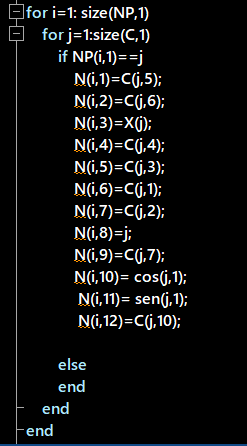 for i=1: size(NP,1)
for j=1:size(C,1)
if NP(i,1)==j
N(i,1)=C(j,5);
N(i,2)=C(j,6);
N(i,3)=X(j);
N(i,4)=C(j,4);
N(i,5)=C(j,3);
N(i,6)=C(j,1);
N(i,7)=C(j,2);
N(i,8)=j;
N(i,9)=C(j,7);
N(i,10)= cos(j,1);
N(i,11)= sen(j,1);
N(i,12)=C(j,10);
else
end
end
end